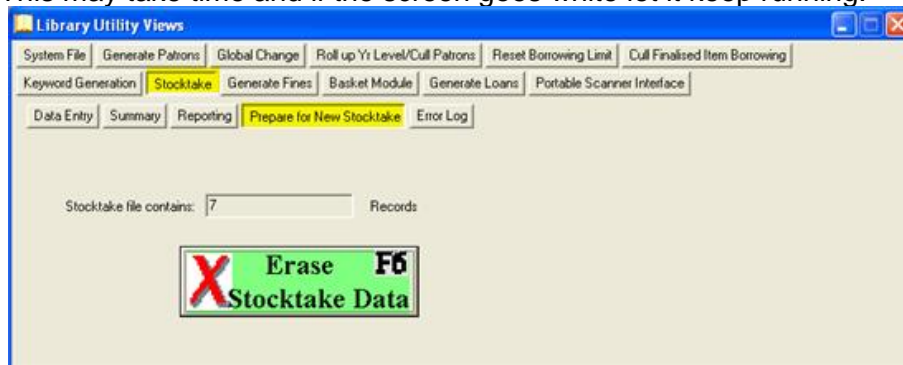 This may take time and if the screen goes white let it keep running.
Library Utility Views
System File Generate Patrons Global Change Roll up Yr Level/Cull Patrons Reset Borrowing Limit Cull Finalised Item Borrowing
Keyword Generation Stocktake Generate Fines Basket Module Generate Loans Portable Scanner Interface
Data Entry Summary Reporting Prepare for New Stocktake Error Log
Stocktake file contains: 7 Records
X Erase F6
Stocktake Data